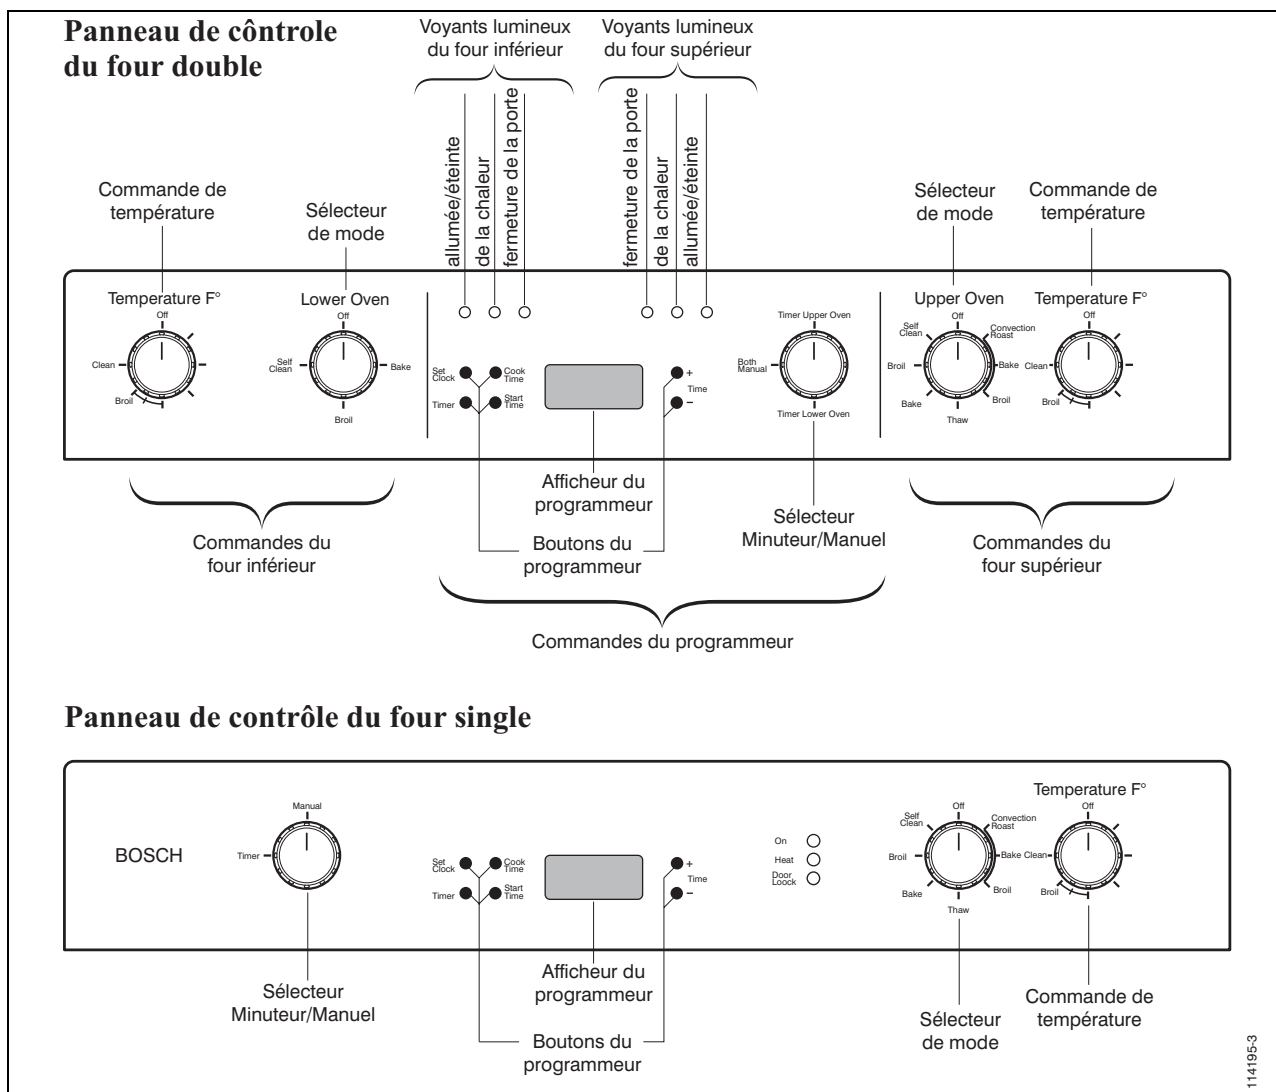 Panneau de côntrole
du four double
Voyants lumineux
du four inférieur
Voyants lumineux
du four supérieur
allumée/éteinte
de la chaleur
fermeture de la porte
fermeture de la porte
de la chaleur
allumée/éteinte
Commande de
température
Sélecteur
de mode
Sélecteur
de mode
Commande de
température
Temperature F°
Off
Clean
Broil
Lower Oven
Off
Self
Clean
Bake
Broil
Set
Clock
Cook
Time
Timer
Start
Time
+
Time
–
Timer Upper Oven
Both
Manual
Timer Lower Oven
Upper Oven
Off
Self
Clean
Convection
Roast
Broil
Bake
Bake
Broil
Thaw
Temperature F°
Off
Clean
Broil
Afficheur du
programmeur
Sélecteur
Minuteur/Manuel
Boutons du
programmeur
Commandes du
four inférieur
Commandes du
four supérieur
Commandes du programmeur
Panneau de contrôle du four single
BOSCH
Manual
Timer
Set
Clock
Cook
Time
Timer
Start
Time
+
Time
–
On
Heat
Door
Loock
Off
Self
Clean
Convection
Roast
Broil
Bake
Bake
Broil
Thaw
Temperature F°
Off
Clean
Broil
Sélecteur
Minuteur/Manuel
Afficheur du
programmeur
Boutons du
programmeur
Sélecteur
de mode
Commande de
température
114195-3